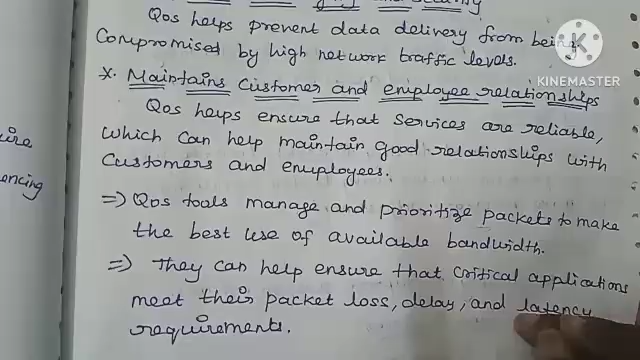 and
Qos helps prevent data delivery from being
Compromised by high network traffic levels.
KINEMASTER
* Maintains Customer and employee relationships
Qos helps ensure that services are reliable,
which can help maintain good relationships with
Customers and employees.
=> Qos tools manage and prioritize packets to make
the best use of available bandwidth.
=> They can help ensure that critical applications
meet their packet loss, delay, and latency
requirements.